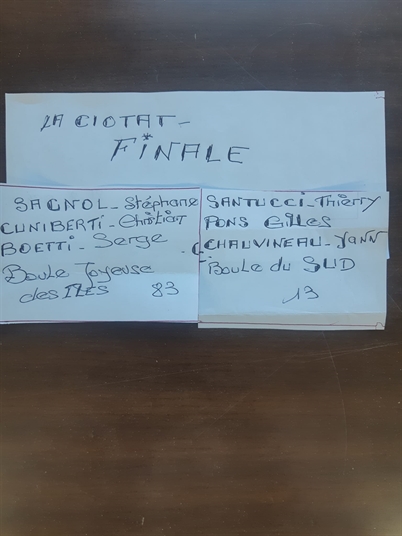 LA CIOTAT-
FINALE
SAGNOL-Stéphane
CUNIBERTI-Christian
BOETTI-Serge
Boule Joyeuse
des ILES 83
SANTUCCI-Thierry
PONS GILLES
CHAUVINEAU-YANN
Boule du SUD
13